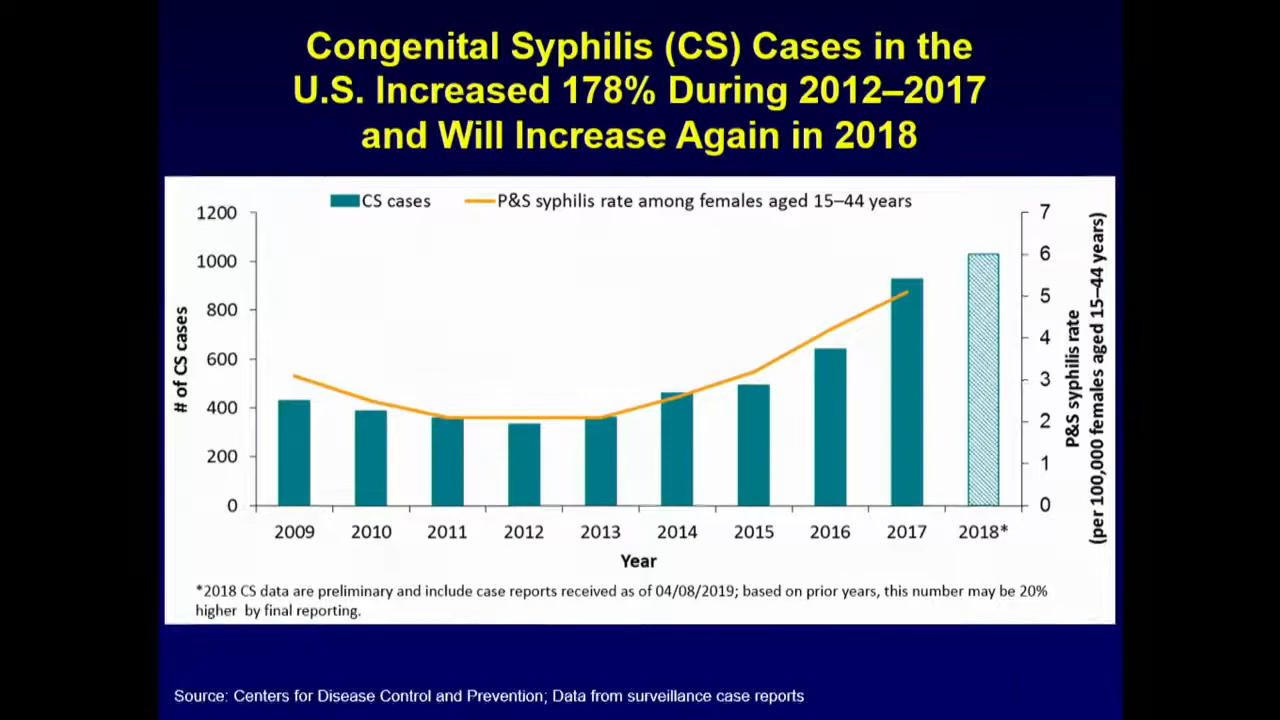 Congenital Syphilis (CS) Cases in the
U.S. Increased 178% During 2012–2017
and Will Increase Again in 2018
CS cases
P&S syphilis rate among females aged 15–44 years
# of CS cases
1200
1000
800
600
400
200
0
7
6
5
4
3
2
1
0
P&S syphilis rate
(per 100,000 females aged 15–44 years)
2009 2010 2011 2012 2013 2014 2015 2016 2017 2018*
Year
*2018 CS data are preliminary and include case reports received as of 04/08/2019; based on prior years, this number may be 20%
higher by final reporting.
Source: Centers for Disease Control and Prevention; Data from surveillance case reports